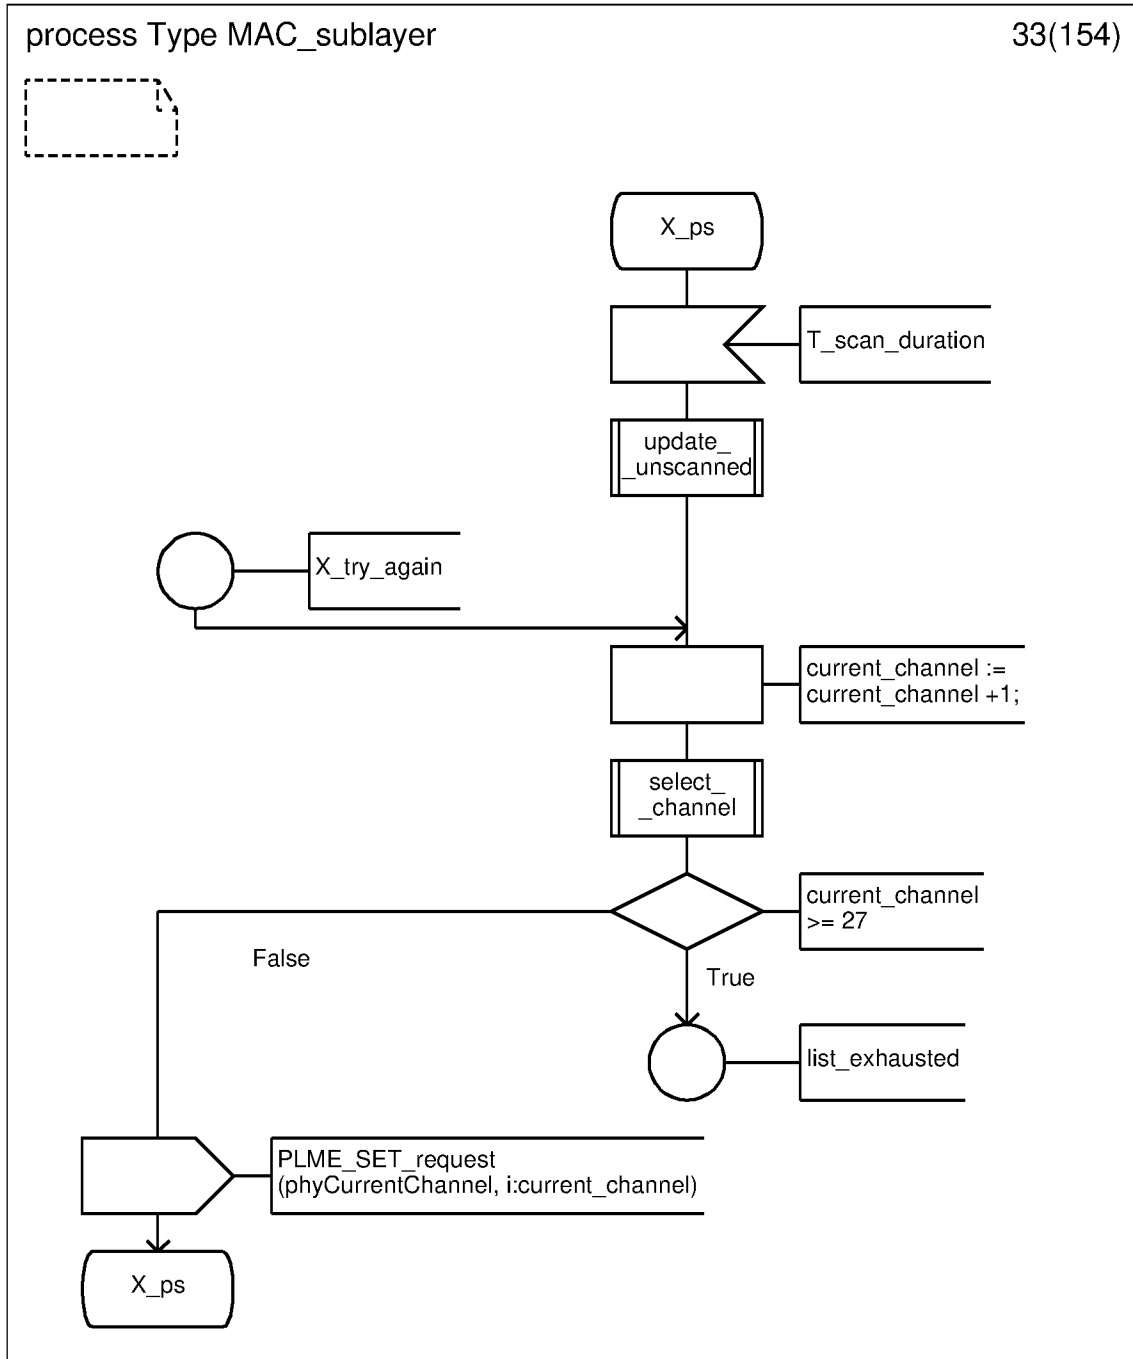 process Type MAC_sublayer
33(154)
X_ps
T_scan_duration
update_
_unscanned
X_try_again
current_channel :=
current_channel +1;
select_
_channel
current_channel
>= 27
False
True
list_exhausted
PLME_SET_request
(phyCurrentChannel, i:current_channel)
X_ps